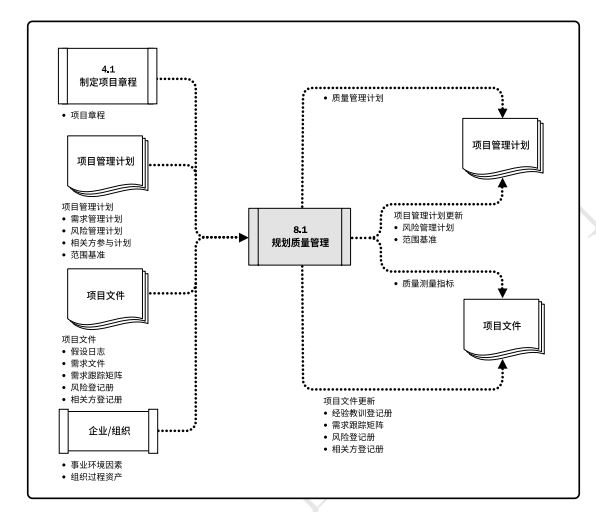 4.1
制定项目章程
• 项目章程
项目管理计划
项目管理计划
• 需求管理计划
• 风险管理计划
• 相关方参与计划
• 范围基准
项目文件
项目文件
• 假设日志
• 需求文件
• 需求跟踪矩阵
• 风险登记册
• 相关方登记册
企业/组织
• 事业环境因素
• 组织过程资产
8.1
规划质量管理
• 质量管理计划
项目管理计划
项目管理计划更新
• 风险管理计划
• 范围基准
• 质量测量指标
项目文件
项目文件更新
• 经验教训登记册
• 需求跟踪矩阵
• 风险登记册
• 相关方登记册